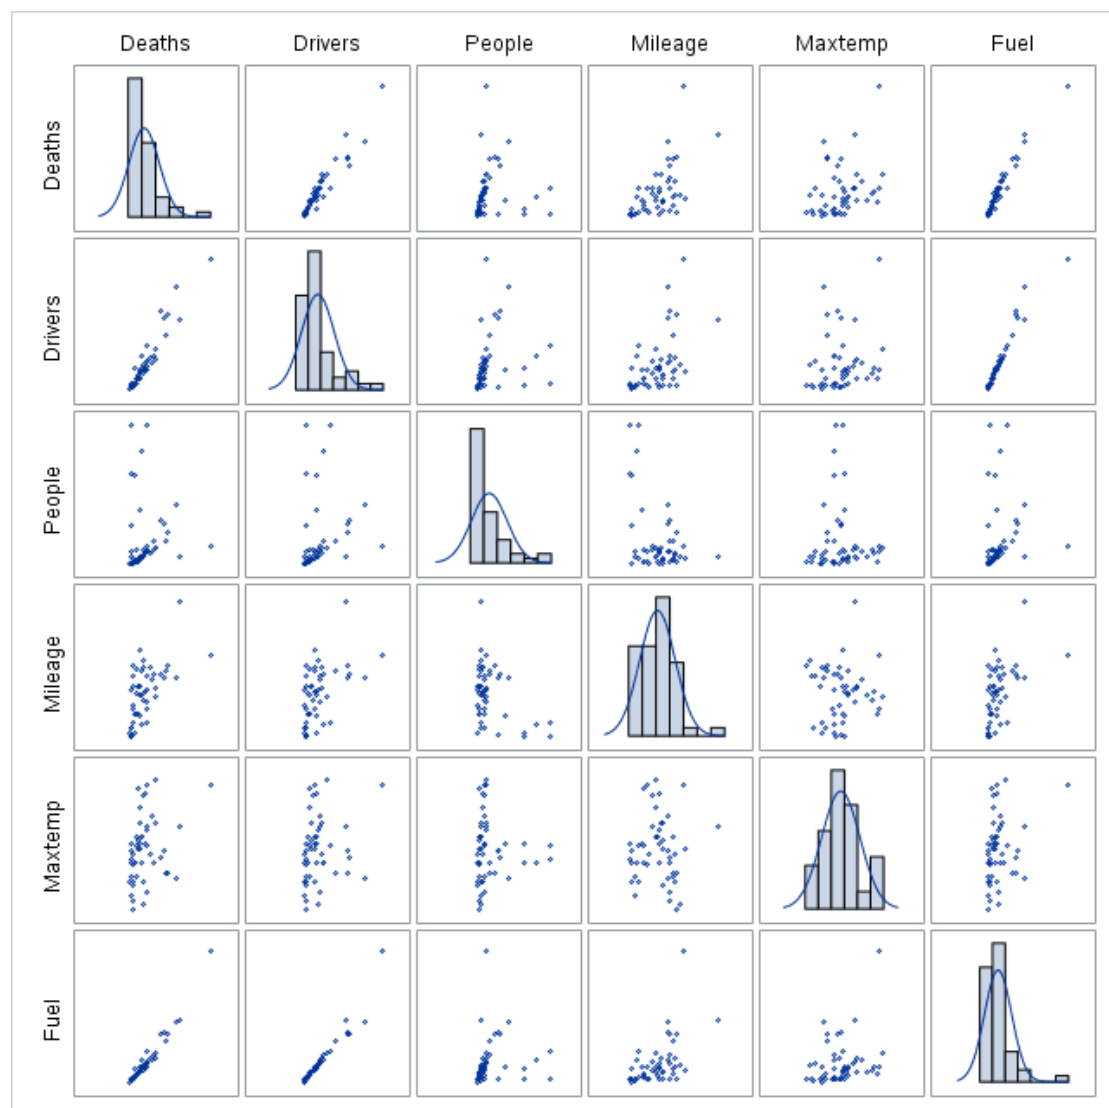 Deaths Drivers People Mileage Maxtemp Fuel
Deaths
Drivers
People
Mileage
Maxtemp
Fuel